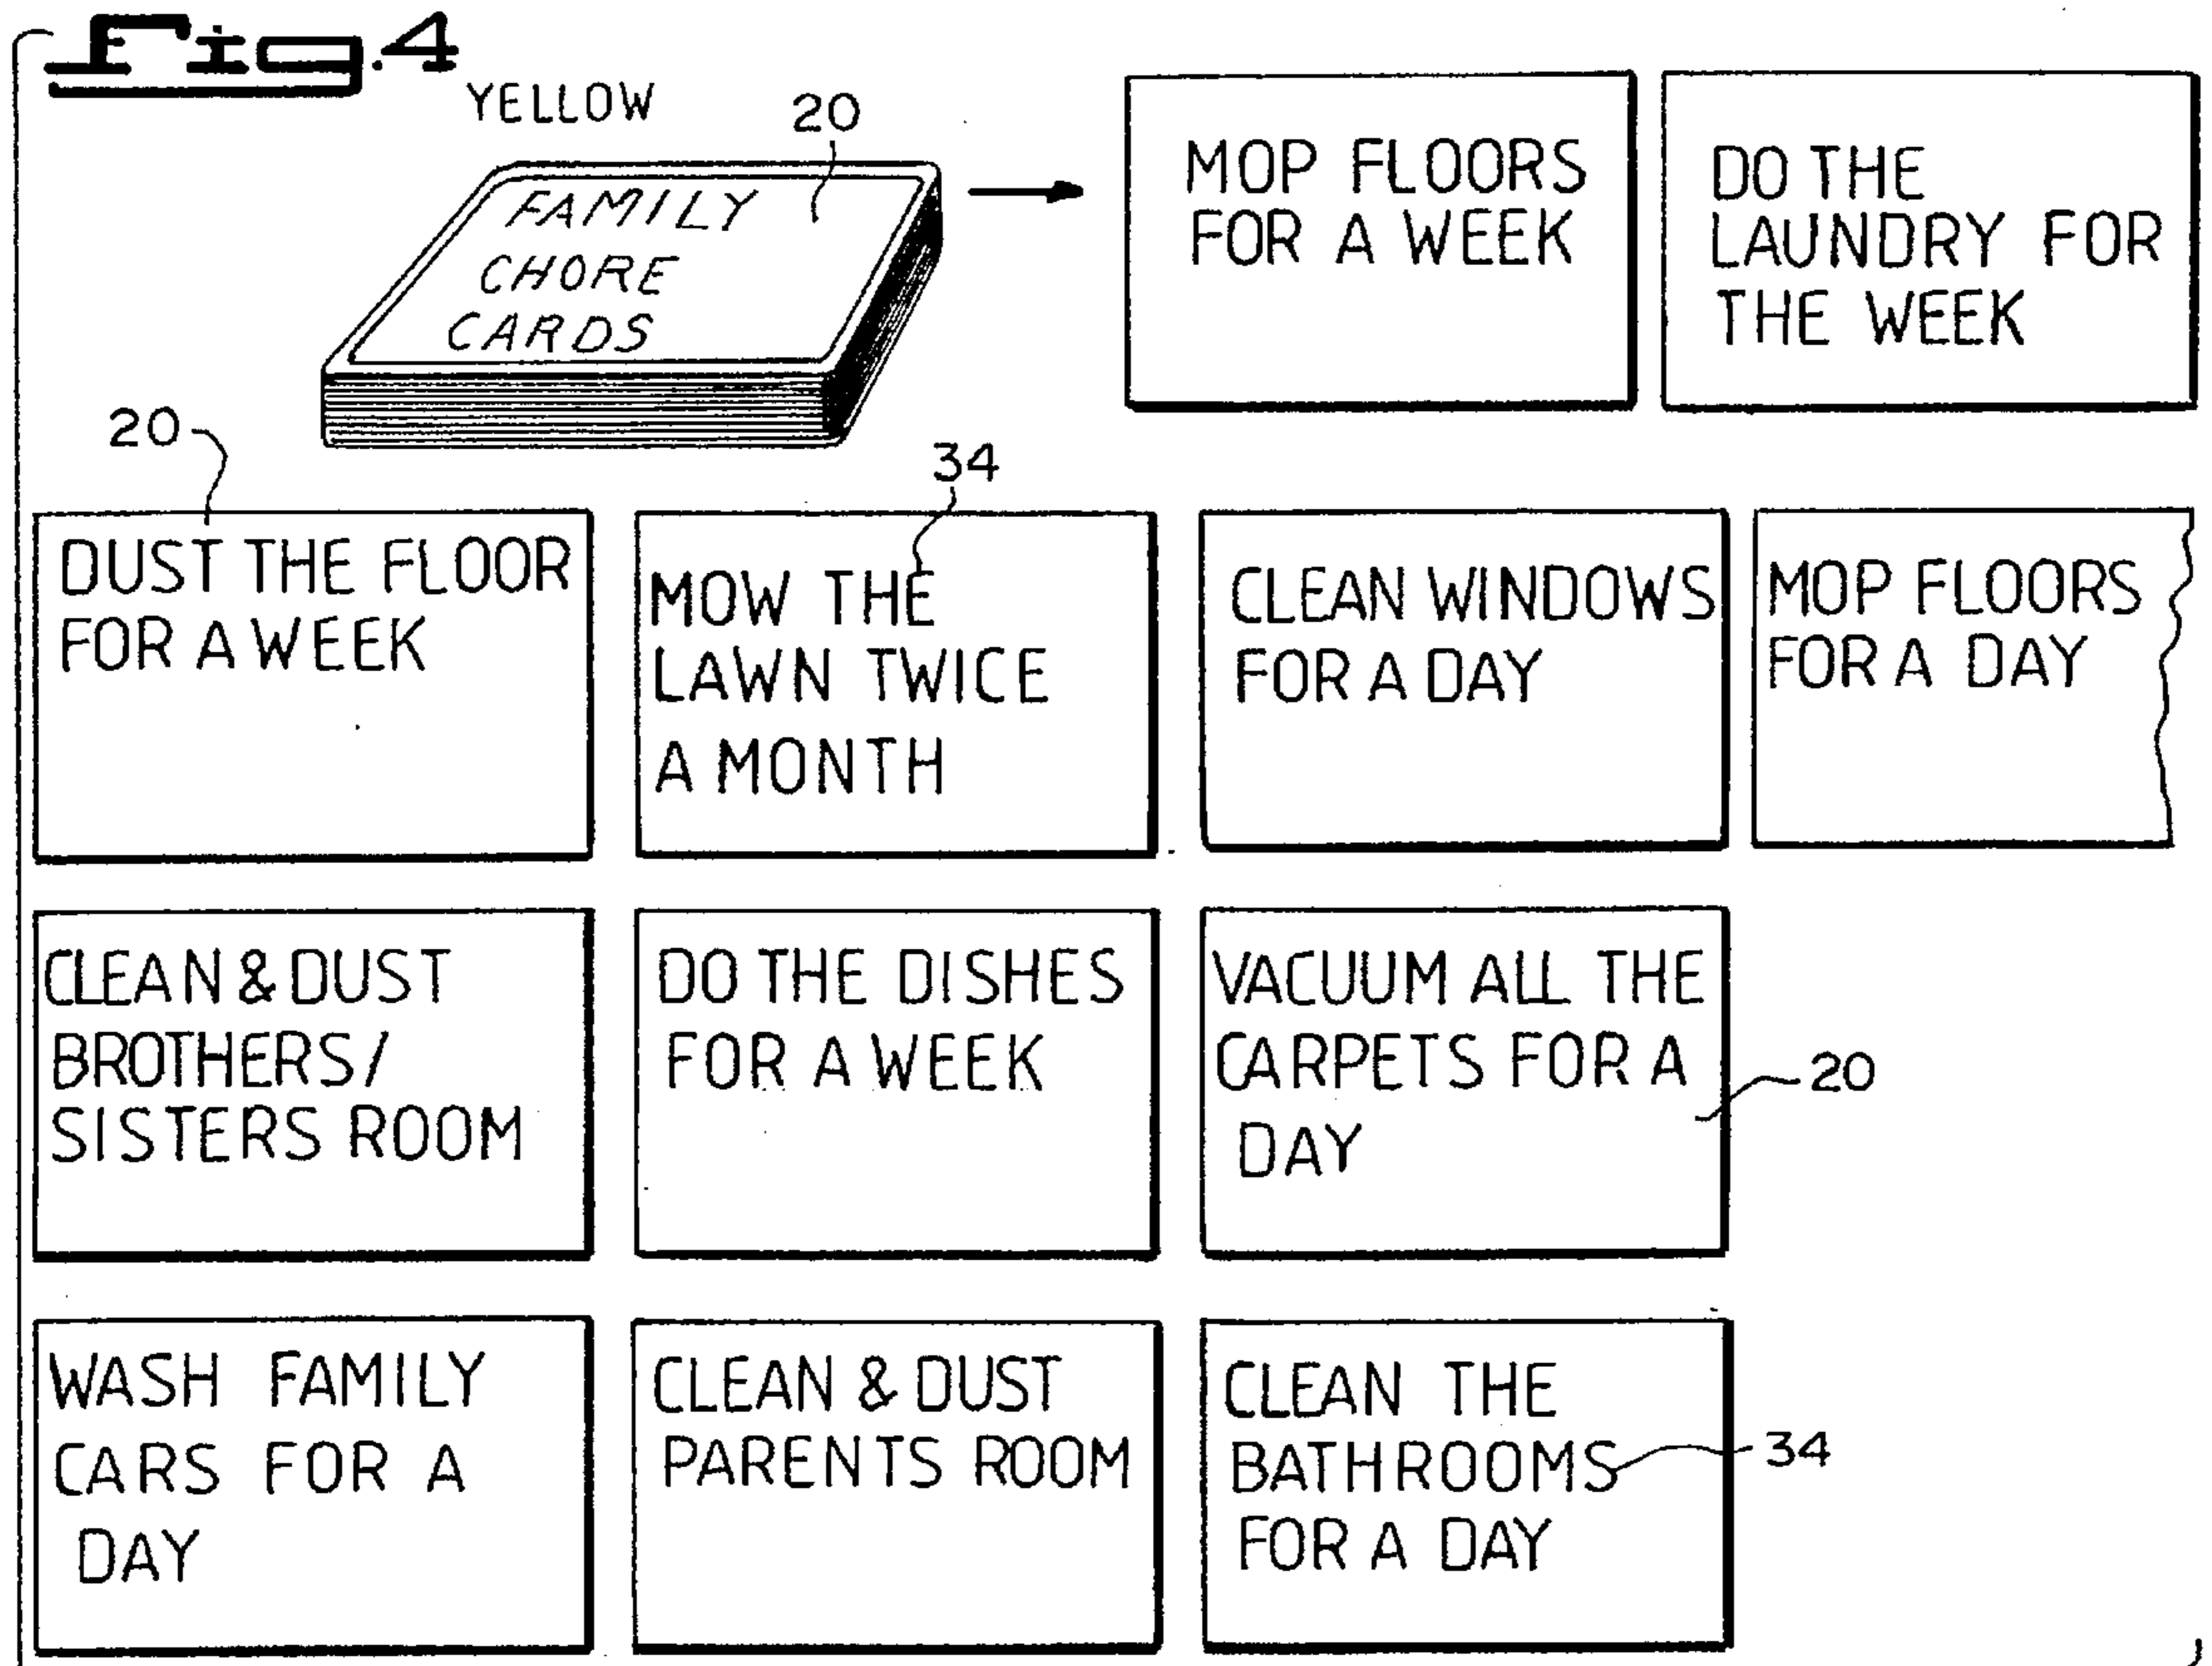 Fig. 4
YELLOW
20
FAMILY
CHORE
CARDS
MOP FLOORS
FOR A WEEK
DO THE
LAUNDRY FOR
THE WEEK
20
DUST THE FLOOR
FOR A WEEK
34
MOW THE
LAWN TWICE
A MONTH
CLEAN WINDOWS
FOR A DAY
MOP FLOORS
FOR A DAY
CLEAN & DUST
BROTHERS/
SISTERS ROOM
DO THE DISHES
FOR A WEEK
VACUUM ALL THE
CARPETS FOR A
DAY
20
WASH FAMILY
CARS FOR A
DAY
CLEAN & DUST
PARENTS ROOM
CLEAN THE
BATHROOMS
FOR A DAY
34